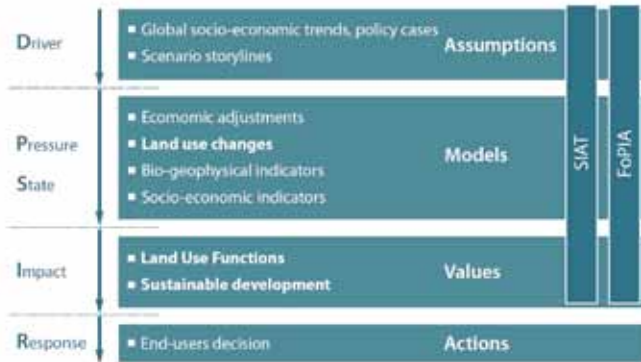 Driver
▪ Global socio-economic trends, policy cases
▪ Scenario storylines
Assumptions
Pressure
State
▪ Ecomomic adjustments
▪ Land use changes
▪ Bio-geophysical indicators
▪ Socio-economic indicators
Models
Impact
▪ Land Use Functions
▪ Sustainable development
Values
Response
▪ End-users decision
Actions
SIAT
FoPIA